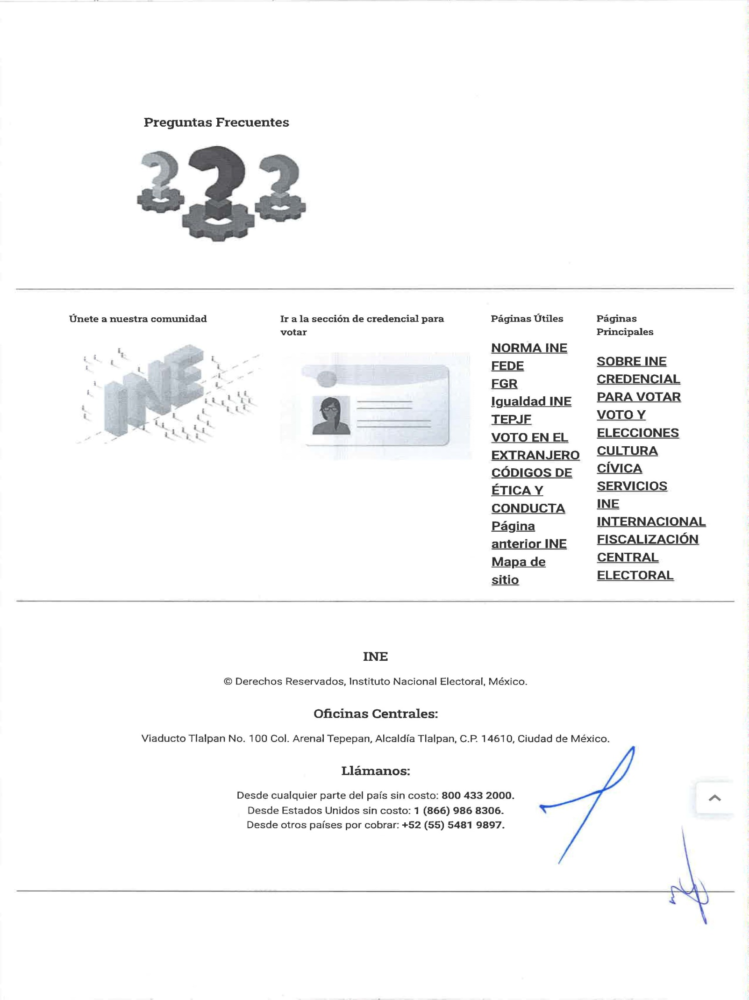 Preguntas Frecuentes
Únete a nuestra comunidad
INE
Ir a la sección de credencial para
votar
Páginas Útiles
NORMA INE
FEDE
FGR
Igualdad INE
TEPJF
VOTO EN EL
EXTRANJERO
CÓDIGOS DE
ÉTICA Y
CONDUCTA
Página
anterior INE
Mapa de
sitio
Páginas
Principales
SOBRE INE
CREDENCIAL
PARA VOTAR
VOTO Y
ELECCIONES
CULTURA
CÍVICA
SERVICIOS
INE
INTERNACIONAL
FISCALIZACIÓN
CENTRAL
ELECTORAL
INE
© Derechos Reservados, Instituto Nacional Electoral, México.
Oficinas Centrales:
Viaducto Tlalpan No. 100 Col. Arenal Tepepan, Alcaldía Tlalpan, C.P. 14610, Ciudad de México.
Llámanos:
Desde cualquier parte del país sin costo: 800 433 2000.
Desde Estados Unidos sin costo: 1 (866) 986 8306.
Desde otros países por cobrar: +52 (55) 5481 9897.